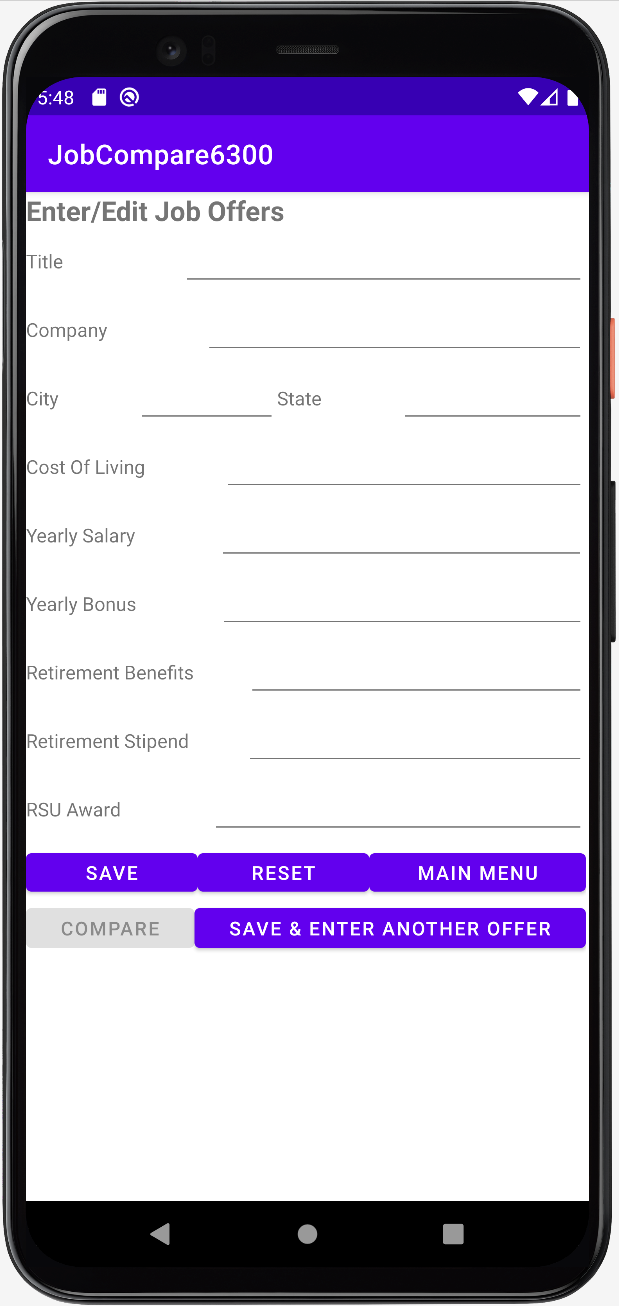 5:48
JobCompare6300
Enter/Edit Job Offers
Title
Company
City State
Cost Of Living
Yearly Salary
Yearly Bonus
Retirement Benefits
Retirement Stipend
RSU Award
SAVE RESET MAIN MENU
COMPARE SAVE & ENTER ANOTHER OFFER